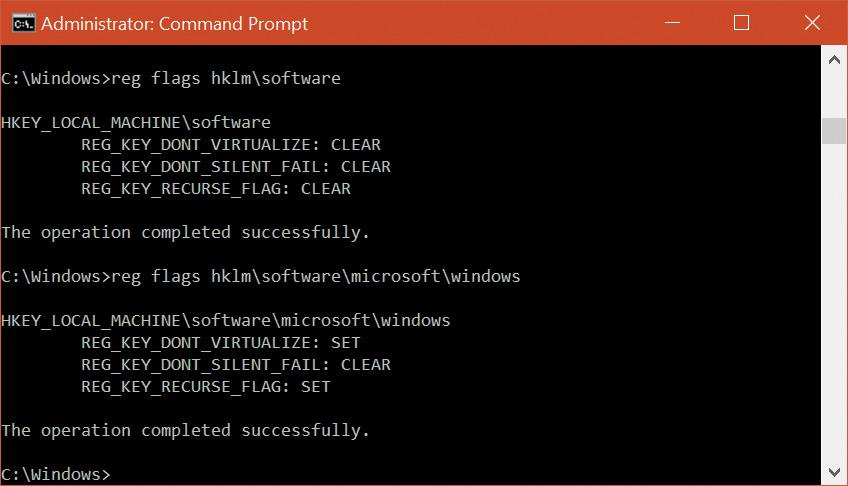 Administrator: Command Prompt
C:\Windows>reg flags hklm\software
HKEY_LOCAL_MACHINE\software
REG_KEY_DONT_VIRTUALIZE: CLEAR
REG_KEY_DONT_SILENT_FAIL: CLEAR
REG_KEY_RECURSE_FLAG: CLEAR
The operation completed successfully.
C:\Windows>reg flags hklm\software\microsoft\windows
HKEY_LOCAL_MACHINE\software\microsoft\windows
REG_KEY_DONT_VIRTUALIZE: SET
REG_KEY_DONT_SILENT_FAIL: CLEAR
REG_KEY_RECURSE_FLAG: SET
The operation completed successfully.
C:\Windows>